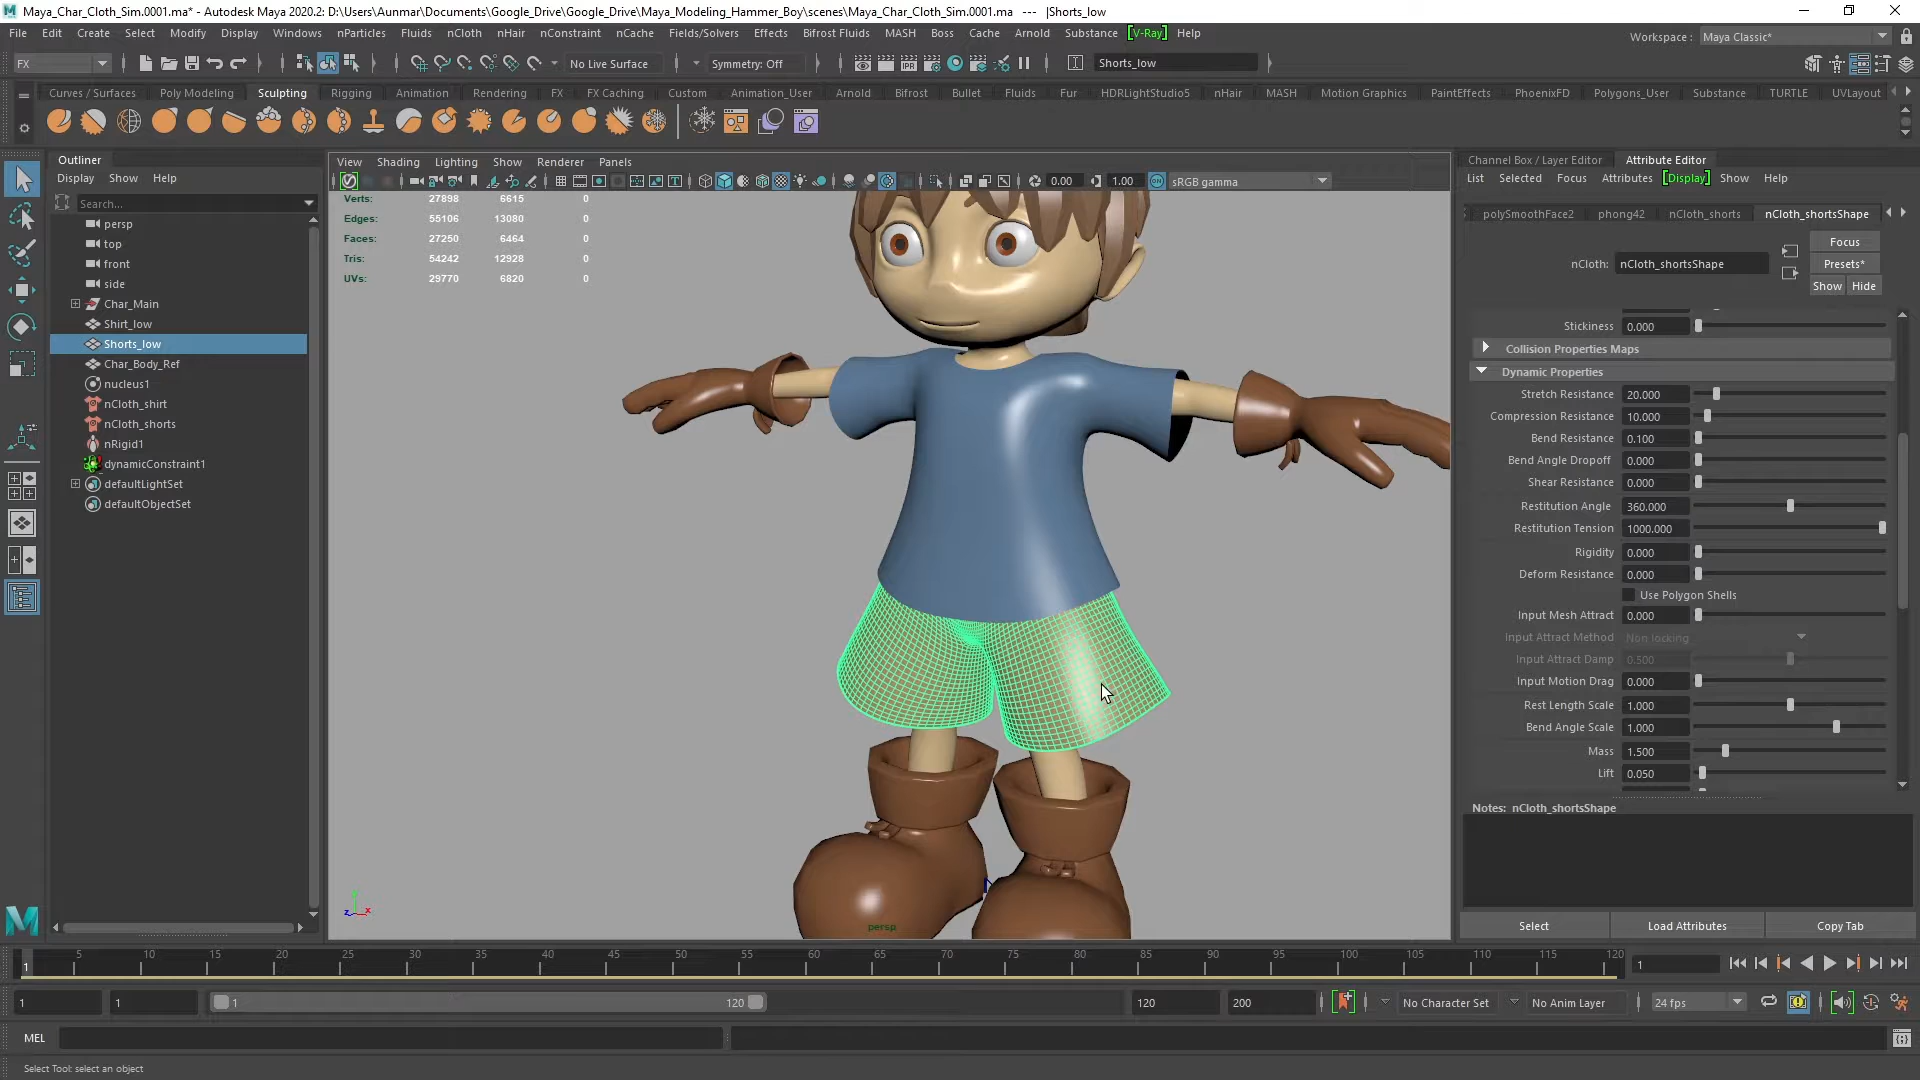 Maya_Char_Cloth_Sim.0001.ma* - Autodesk Maya 2020.2: D:\Users\Aunmar\Documents\Google_Drive\Google_Drive\Maya_Modeling_Hammer_Boy\scenes\Maya_Char_Cloth_Sim.0001.ma --- |Shorts_low
File Edit Create Select Modify Display Windows nParticles Fluids nCloth nHair nConstraint nCache Fields/Solvers Effects Bifrost Fluids MASH Boss Cache Arnold Substance [V-Ray] Help
Workspace : Maya Classic*
FX No Live Surface Symmetry: Off IPR Shorts_low
Curves / Surfaces Poly Modeling Sculpting Rigging Animation Rendering FX FX Caching Custom Animation_User Arnold Bifrost Bullet Fluids Fur HDRLightStudio5 nHair MASH Motion Graphics PaintEffects PhoenixFD Polygons_User Substance TURTLE UVLayout
Outliner
Display Show Help
Search...
persp
top
front
side
Char_Main
Shirt_low
Shorts_low
Char_Body_Ref
nucleus1
nCloth_shirt
nCloth_shorts
nRigid1
dynamicConstraint1
defaultLightSet
defaultObjectSet
View Shading Lighting Show Renderer Panels
0.00 1.00 ON sRGB gamma
Verts: 27898 6615 0
Edges: 55106 13080 0
Faces: 27250 6464 0
Tris: 54242 12928 0
UVs: 29770 6820 0
z x
persp
Channel Box / Layer Editor Attribute Editor
List Selected Focus Attributes [Display] Show Help
polySmoothFace2 phong42 nCloth_shorts nCloth_shortsShape
Focus
nCloth: nCloth_shortsShape Presets*
Show Hide
Stickiness 0.000
Collision Properties Maps
Dynamic Properties
Stretch Resistance 20.000
Compression Resistance 10.000
Bend Resistance 0.100
Bend Angle Dropoff 0.000
Shear Resistance 0.000
Restitution Angle 360.000
Restitution Tension 1000.000
Rigidity 0.000
Deform Resistance 0.000
Use Polygon Shells
Input Mesh Attract 0.000
Input Attract Method Non locking
Input Attract Damp 0.500
Input Motion Drag 0.000
Rest Length Scale 1.000
Bend Angle Scale 1.000
Mass 1.500
Lift 0.050
Notes: nCloth_shortsShape
Select Load Attributes Copy Tab
1 5 10 15 20 25 30 35 40 45 50 55 60 65 70 75 80 85 90 95 100 105 110 115 120 1
1 1 1 120 120 200 No Character Set No Anim Layer 24 fps
MEL
Select Tool: select an object